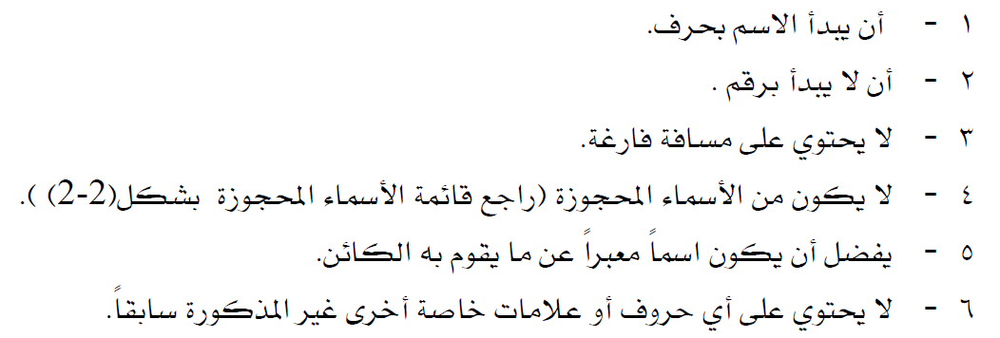 ١ - أن يبدأ الاسم بحرف.
٢ - أن لا يبدأ برقم .
٣ - لا يحتوي على مسافة فارغة.
٤ - لا يكون من الأسماء المحجوزة (راجع قائمة الأسماء المحجوزة بشكل(2-2) ).
٥ - يفضل أن يكون اسماً معبراً عن ما يقوم به الكائن.
٦ - لا يحتوي على أي حروف أو علامات خاصة أخرى غير المذكورة سابقاً.